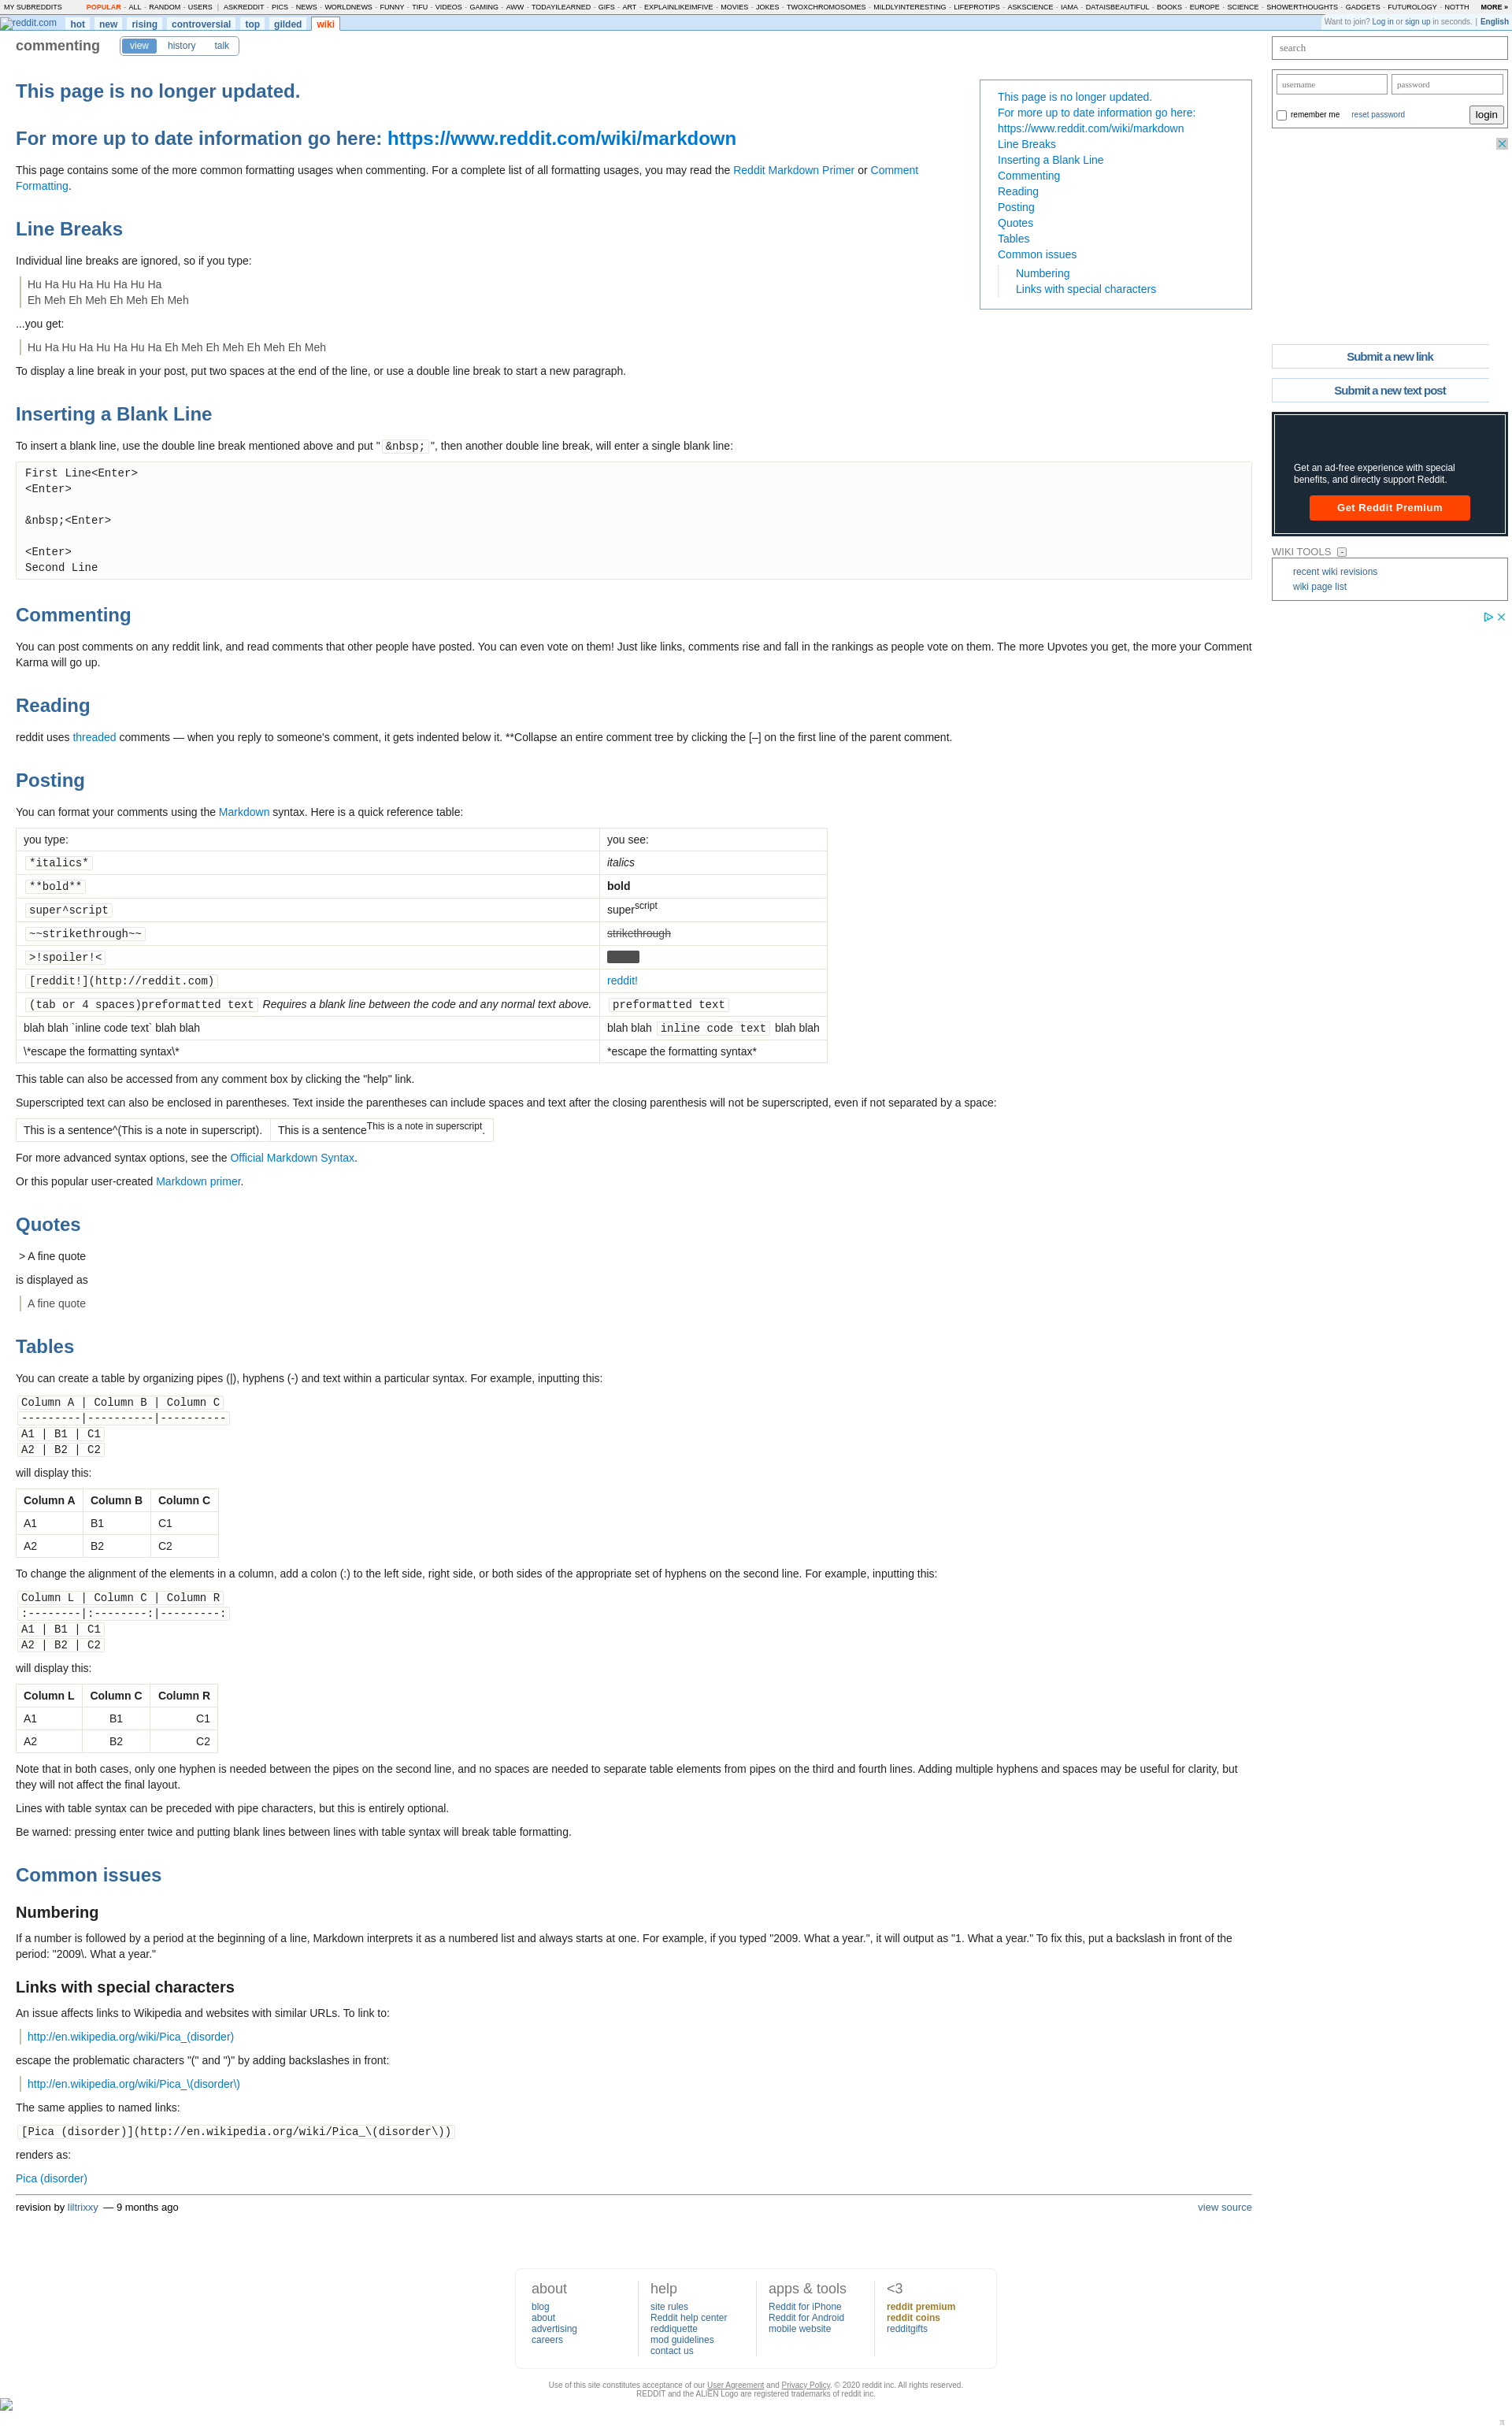 MY SUBREDDITS POPULAR - ALL - RANDOM - USERS | ASKREDDIT - PICS - NEWS - WORLDNEWS - FUNNY - TIFU - VIDEOS - GAMING - AWW - TODAYILEARNED - GIFS - ART - EXPLAINLIKEIMFIVE - MOVIES - JOKES - TWOXCHROMOSOMES - MILDLYINTERESTING - LIFEPROTIPS - ASKSCIENCE - IAMA - DATAISBEAUTIFUL - BOOKS - EUROPE - SCIENCE - SHOWERTHOUGHTS - GADGETS - FUTUROLOGY - NOTTH MORE »
reddit.com hot new rising controversial top gilded wiki
Want to join? Log in or sign up in seconds. | English
commenting view history talk
search
username password
remember me reset password login
This page is no longer updated.
For more up to date information go here: https://www.reddit.com/wiki/markdown
This page contains some of the more common formatting usages when commenting. For a complete list of all formatting usages, you may read the Reddit Markdown Primer or Comment
Formatting.
This page is no longer updated.
For more up to date information go here:
https://www.reddit.com/wiki/markdown
Line Breaks
Inserting a Blank Line
Commenting
Reading
Posting
Quotes
Tables
Common issues
Numbering
Links with special characters
Line Breaks
Individual line breaks are ignored, so if you type:
Hu Ha Hu Ha Hu Ha Hu Ha
Eh Meh Eh Meh Eh Meh Eh Meh
...you get:
Hu Ha Hu Ha Hu Ha Hu Ha Eh Meh Eh Meh Eh Meh Eh Meh
To display a line break in your post, put two spaces at the end of the line, or use a double line break to start a new paragraph.
Submit a new link
Submit a new text post
Get an ad-free experience with special
benefits, and directly support Reddit.
Get Reddit Premium
WIKI TOOLS -
recent wiki revisions
wiki page list
Inserting a Blank Line
To insert a blank line, use the double line break mentioned above and put "&nbsp;", then another double line break, will enter a single blank line:
First Line<Enter>
<Enter>
&nbsp;<Enter>
<Enter>
Second Line
Commenting
You can post comments on any reddit link, and read comments that other people have posted. You can even vote on them! Just like links, comments rise and fall in the rankings as people vote on them. The more Upvotes you get, the more your Comment
Karma will go up.
Reading
reddit uses threaded comments — when you reply to someone's comment, it gets indented below it. **Collapse an entire comment tree by clicking the [–] on the first line of the parent comment.
Posting
You can format your comments using the Markdown syntax. Here is a quick reference table:
you type: you see:
*italics* italics
**bold** bold
super^script superscript
~~strikethrough~~ strikethrough
>!spoiler!<
[reddit!](http://reddit.com) reddit!
(tab or 4 spaces)preformatted text Requires a blank line between the code and any normal text above. preformatted text
blah blah `inline code text` blah blah blah blah inline code text blah blah
\*escape the formatting syntax\* *escape the formatting syntax*
This table can also be accessed from any comment box by clicking the "help" link.
Superscripted text can also be enclosed in parentheses. Text inside the parentheses can include spaces and text after the closing parenthesis will not be superscripted, even if not separated by a space:
This is a sentence^(This is a note in superscript). This is a sentenceThis is a note in superscript.
For more advanced syntax options, see the Official Markdown Syntax.
Or this popular user-created Markdown primer.
Quotes
> A fine quote
is displayed as
A fine quote
Tables
You can create a table by organizing pipes (|), hyphens (-) and text within a particular syntax. For example, inputting this:
Column A | Column B | Column C
---------|----------|----------
A1 | B1 | C1
A2 | B2 | C2
will display this:
Column A Column B Column C
A1 B1 C1
A2 B2 C2
To change the alignment of the elements in a column, add a colon (:) to the left side, right side, or both sides of the appropriate set of hyphens on the second line. For example, inputting this:
Column L | Column C | Column R
:--------|:--------:|---------:
A1 | B1 | C1
A2 | B2 | C2
will display this:
Column L Column C Column R
A1 B1 C1
A2 B2 C2
Note that in both cases, only one hyphen is needed between the pipes on the second line, and no spaces are needed to separate table elements from pipes on the third and fourth lines. Adding multiple hyphens and spaces may be useful for clarity, but
they will not affect the final layout.
Lines with table syntax can be preceded with pipe characters, but this is entirely optional.
Be warned: pressing enter twice and putting blank lines between lines with table syntax will break table formatting.
Common issues
Numbering
If a number is followed by a period at the beginning of a line, Markdown interprets it as a numbered list and always starts at one. For example, if you typed "2009. What a year.", it will output as "1. What a year." To fix this, put a backslash in front of the
period: "2009\. What a year."
Links with special characters
An issue affects links to Wikipedia and websites with similar URLs. To link to:
http://en.wikipedia.org/wiki/Pica_(disorder)
escape the problematic characters "(" and ")" by adding backslashes in front:
http://en.wikipedia.org/wiki/Pica_\(disorder\)
The same applies to named links:
[Pica (disorder)](http://en.wikipedia.org/wiki/Pica_\(disorder\))
renders as:
Pica (disorder)
revision by liltrixxy — 9 months ago view source
about
blog
about
advertising
careers
help
site rules
Reddit help center
reddiquette
mod guidelines
contact us
apps & tools
Reddit for iPhone
Reddit for Android
mobile website
<3
reddit premium
reddit coins
redditgifts
Use of this site constitutes acceptance of our User Agreement and Privacy Policy. © 2020 reddit inc. All rights reserved.
REDDIT and the ALIEN Logo are registered trademarks of reddit inc.
π